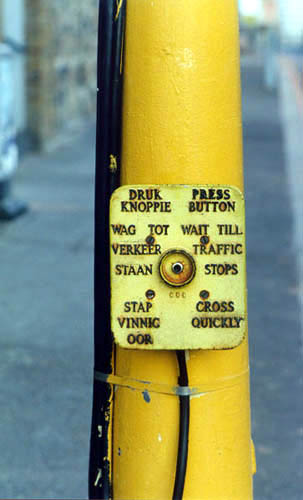 DRUK PRESS
KNOPPIE BUTTON
WAG TOT WAIT TILL
VERKEER TRAFFIC
STAAN STOPS
STAP CROSS
VINNIG QUICKLY
OOR